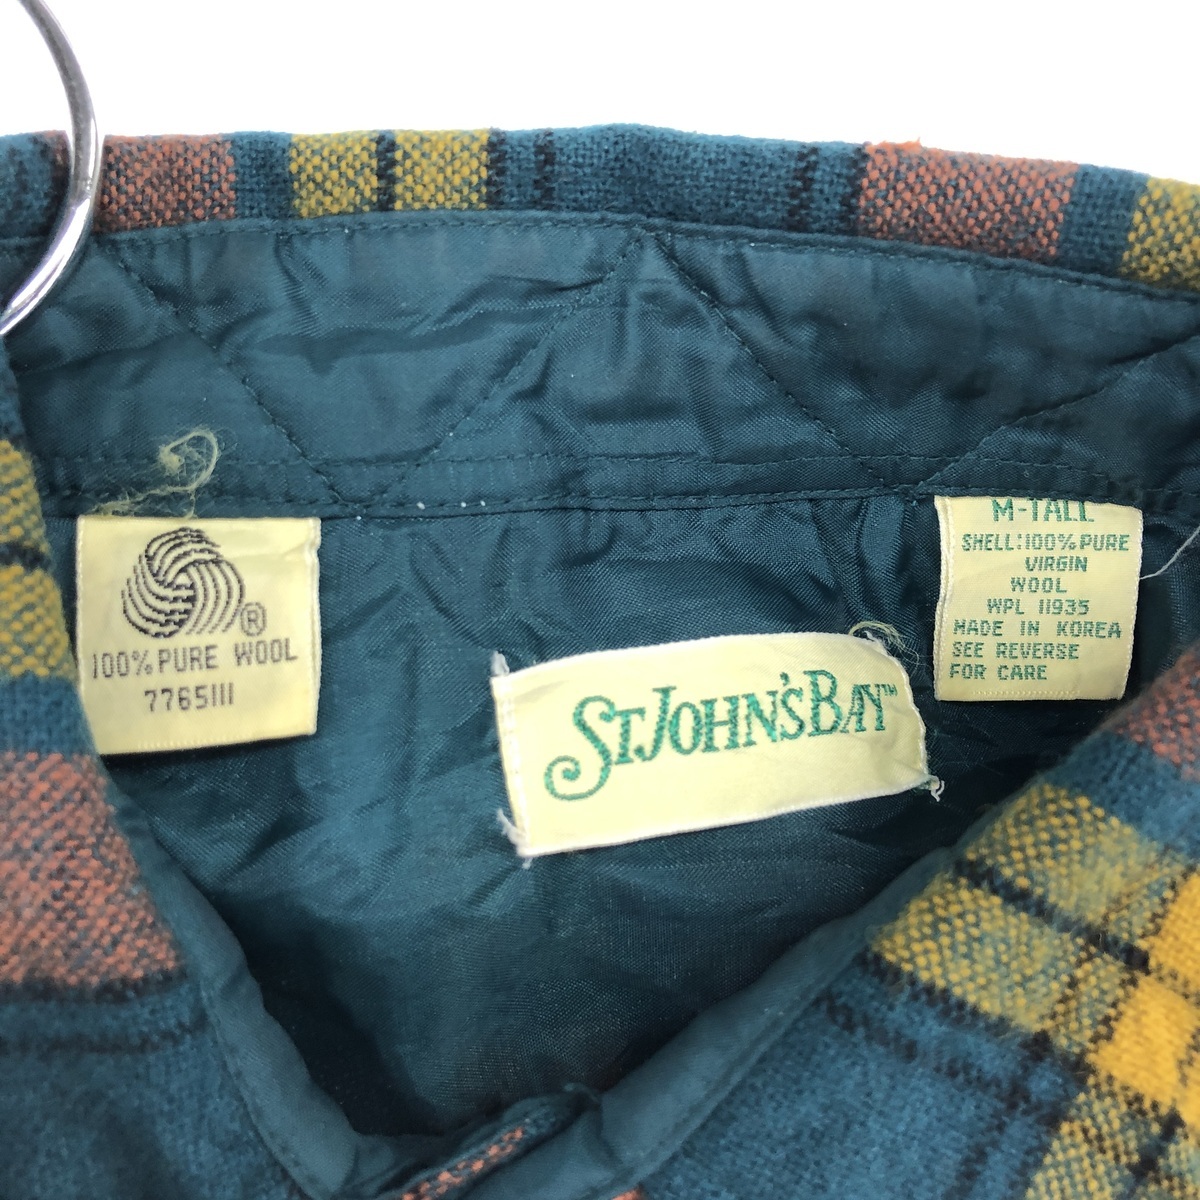 ®
100% PURE WOOL
7765111
ST. JOHN'S BAY™
M-TALL
SHELL:100% PURE
VIRGIN
WOOL
WPL 11935
MADE IN KOREA
SEE REVERSE
FOR CARE